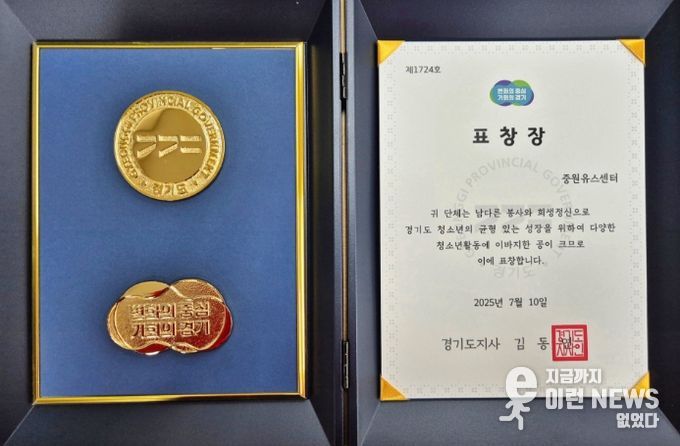 GYEONGGI PROVINCIAL GOVERNMENT
경기도
변화의 중심
기회의 경기
제1724호
변화의 중심
기회의 경기
표창장
중원유스센터
귀 단체는 남다른 봉사와 희생정신으로
경기도 청소년의 균형 있는 성장을 위하여 다양한
청소년활동에 이바지한 공이 크므로
이에 표창합니다.
2025년 7월 10일
경기도지사 김동연
지금까지
이런 NEWS
없었다